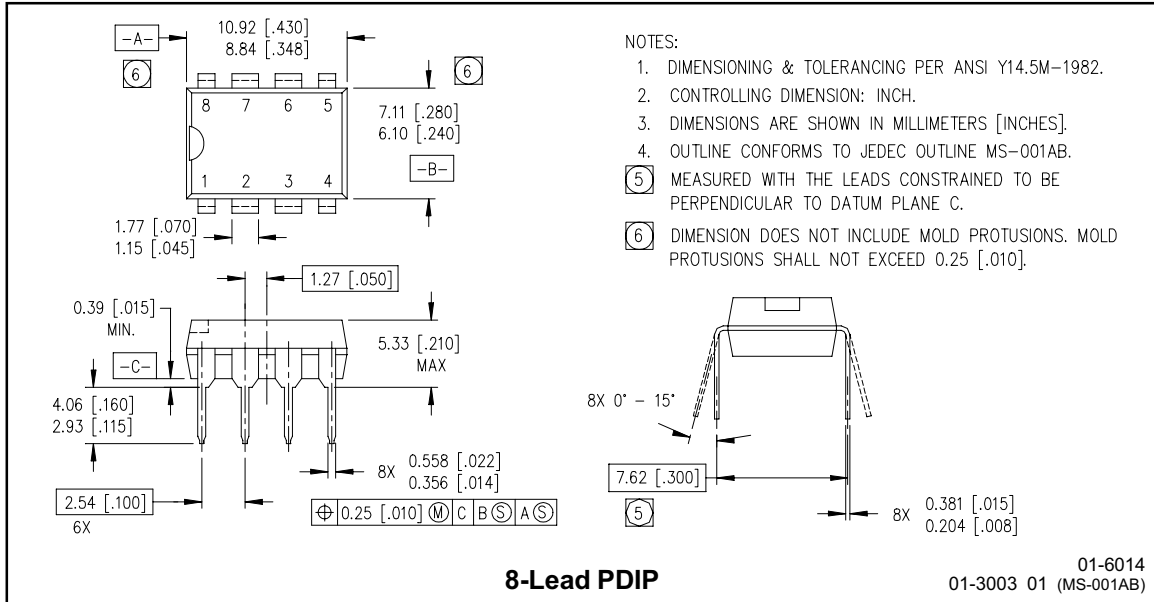 -A-
10.92 [.430]
8.84 [.348]
6
6
8 7 6 5
1 2 3 4
7.11 [.280]
6.10 [.240]
-B-
1.77 [.070]
1.15 [.045]
1.27 [.050]
0.39 [.015]
MIN.
-C-
5.33 [.210]
MAX
4.06 [.160]
2.93 [.115]
8X 0.558 [.022]
0.356 [.014]
2.54 [.100]
6X
⌖ 0.25 [.010] Ⓜ C B Ⓢ A Ⓢ
NOTES:
1. DIMENSIONING & TOLERANCING PER ANSI Y14.5M-1982.
2. CONTROLLING DIMENSION: INCH.
3. DIMENSIONS ARE SHOWN IN MILLIMETERS [INCHES].
4. OUTLINE CONFORMS TO JEDEC OUTLINE MS-001AB.
5 MEASURED WITH THE LEADS CONSTRAINED TO BE
PERPENDICULAR TO DATUM PLANE C.
6 DIMENSION DOES NOT INCLUDE MOLD PROTUSIONS. MOLD
PROTUSIONS SHALL NOT EXCEED 0.25 [.010].
8X 0° - 15°
7.62 [.300]
5
8X 0.381 [.015]
0.204 [.008]
8-Lead PDIP
01-6014
01-3003 01 (MS-001AB)